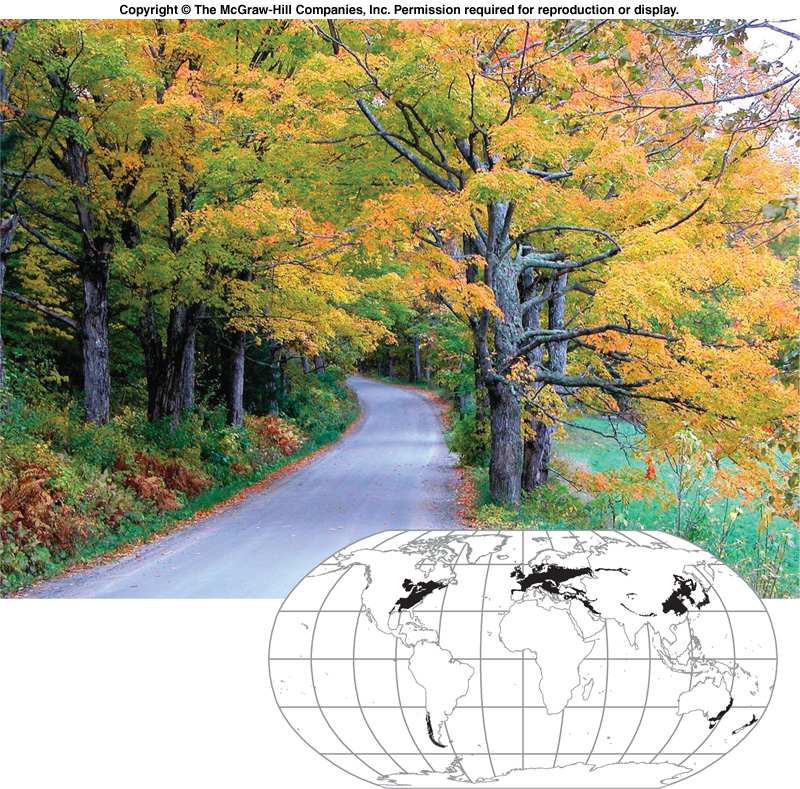 Copyright © The McGraw-Hill Companies, Inc. Permission required for reproduction or display.